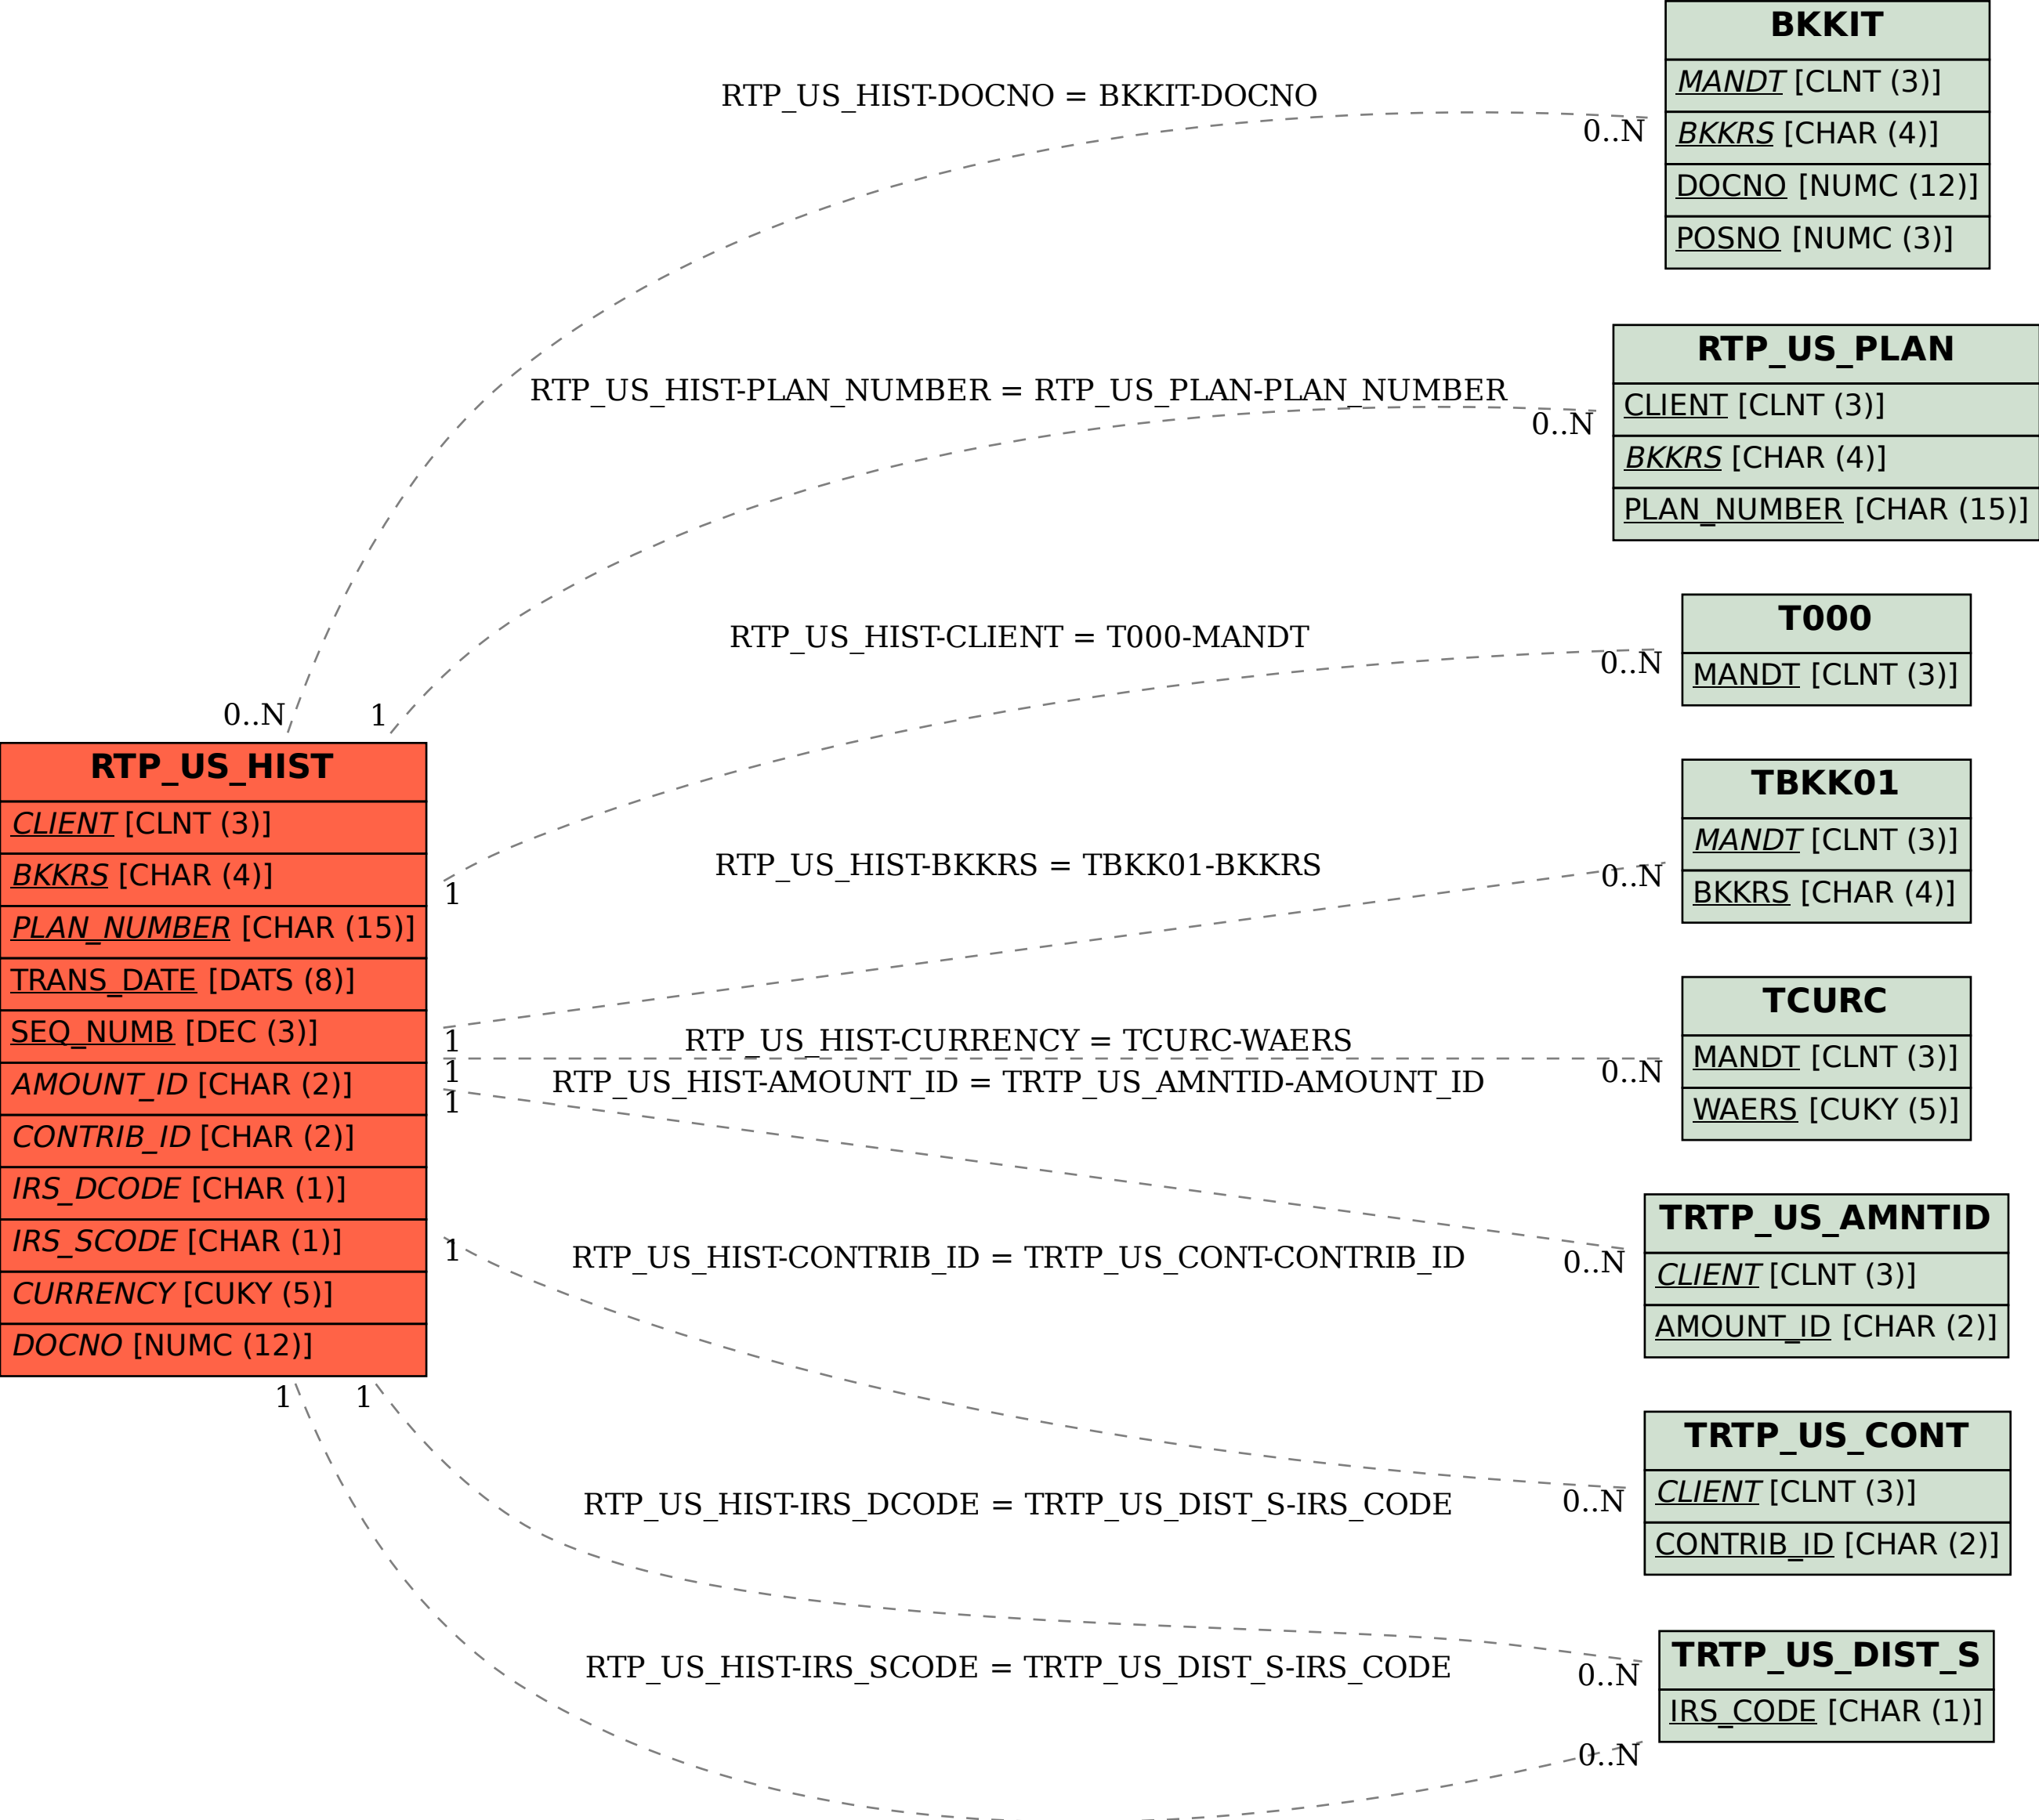 BKKIT
MANDT [CLNT (3)]
BKKRS [CHAR (4)]
DOCNO [NUMC (12)]
POSNO [NUMC (3)]
RTP_US_HIST-DOCNO = BKKIT-DOCNO
0..N
RTP_US_PLAN
CLIENT [CLNT (3)]
BKKRS [CHAR (4)]
PLAN_NUMBER [CHAR (15)]
RTP_US_HIST-PLAN_NUMBER = RTP_US_PLAN-PLAN_NUMBER
0..N
T000
MANDT [CLNT (3)]
RTP_US_HIST-CLIENT = T000-MANDT
0..N
0..N
1
RTP_US_HIST
CLIENT [CLNT (3)]
BKKRS [CHAR (4)]
PLAN_NUMBER [CHAR (15)]
TRANS_DATE [DATS (8)]
SEQ_NUMB [DEC (3)]
AMOUNT_ID [CHAR (2)]
CONTRIB_ID [CHAR (2)]
IRS_DCODE [CHAR (1)]
IRS_SCODE [CHAR (1)]
CURRENCY [CUKY (5)]
DOCNO [NUMC (12)]
1
RTP_US_HIST-BKKRS = TBKK01-BKKRS
0..N
TBKK01
MANDT [CLNT (3)]
BKKRS [CHAR (4)]
1
RTP_US_HIST-CURRENCY = TCURC-WAERS
1
0..N
TCURC
MANDT [CLNT (3)]
WAERS [CUKY (5)]
RTP_US_HIST-AMOUNT_ID = TRTP_US_AMNTID-AMOUNT_ID
1
0..N
TRTP_US_AMNTID
CLIENT [CLNT (3)]
AMOUNT_ID [CHAR (2)]
1
RTP_US_HIST-CONTRIB_ID = TRTP_US_CONT-CONTRIB_ID
0..N
TRTP_US_CONT
CLIENT [CLNT (3)]
CONTRIB_ID [CHAR (2)]
1
1
RTP_US_HIST-IRS_DCODE = TRTP_US_DIST_S-IRS_CODE
0..N
TRTP_US_DIST_S
IRS_CODE [CHAR (1)]
RTP_US_HIST-IRS_SCODE = TRTP_US_DIST_S-IRS_CODE
0..N